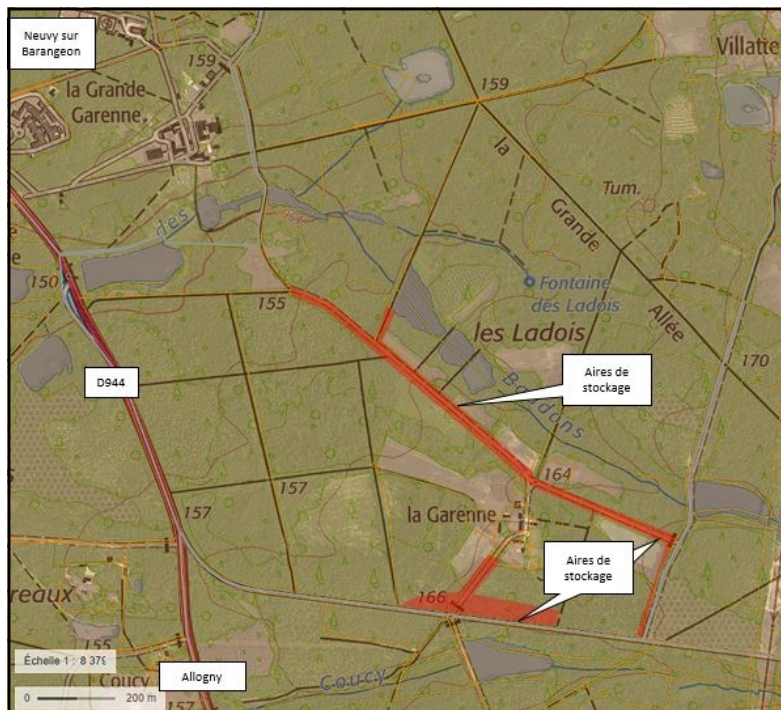 Neuvy sur
Barangeon
159
la Grande
Garenne
159
Villatte
la
Grande
Allée
Tum.
des
150
155
Fontaine
des Ladois
les Ladois
170
D944
Aires de
stockage
Bardons
164
157
157
la Garenne
Aires de
stockage
reaux
166
155
Échelle 1 : 8 379
Coucy
Allogny
Coucy
0 200 m
157